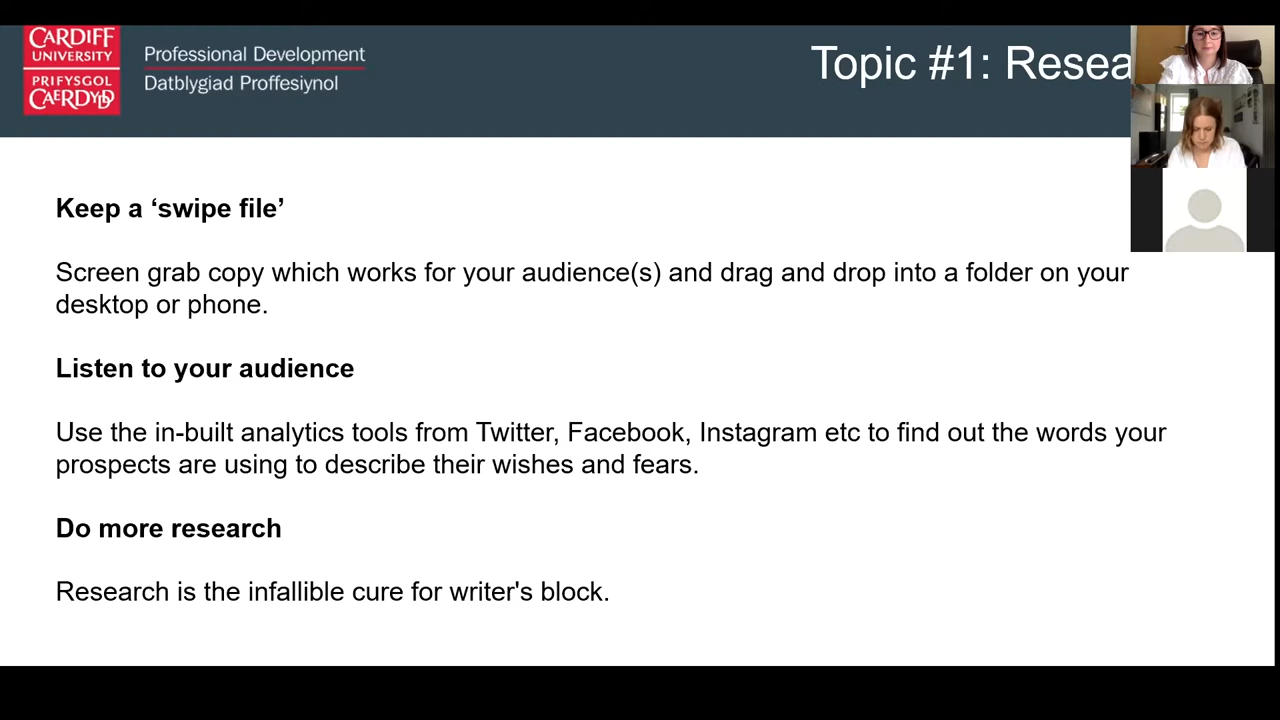 CARDIFF
UNIVERSITY
PRIFYSGOL
CAERDYDD
Professional Development
Datblygiad Proffesiynol
Topic #1: Resea
Keep a ‘swipe file’
Screen grab copy which works for your audience(s) and drag and drop into a folder on your
desktop or phone.
Listen to your audience
Use the in-built analytics tools from Twitter, Facebook, Instagram etc to find out the words your
prospects are using to describe their wishes and fears.
Do more research
Research is the infallible cure for writer's block.